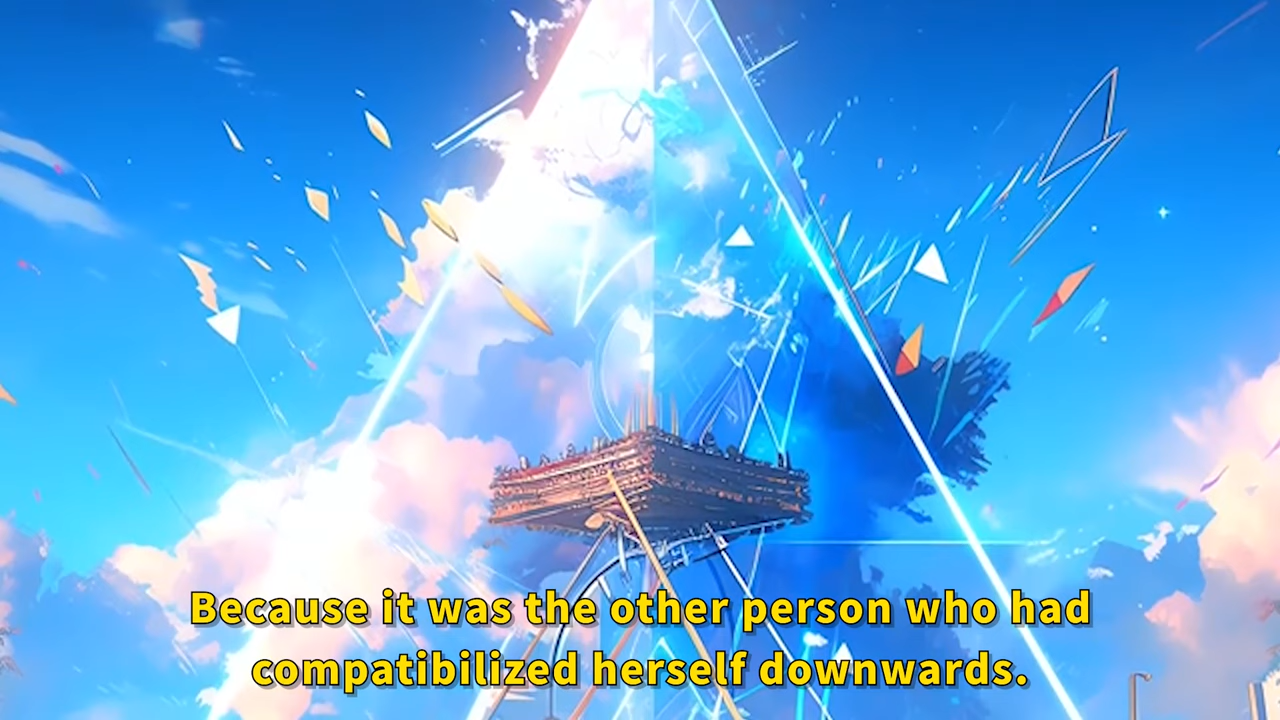 Because it was the other person who had
compatibilized herself downwards.